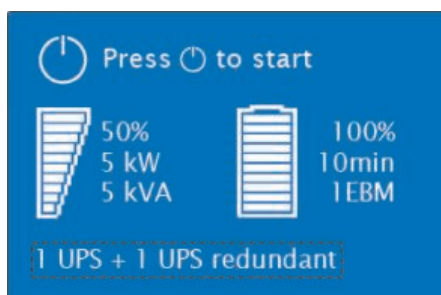 Press to start
50%
5 kW
5 kVA
100%
10min
1EBM
1 UPS + 1 UPS redundant